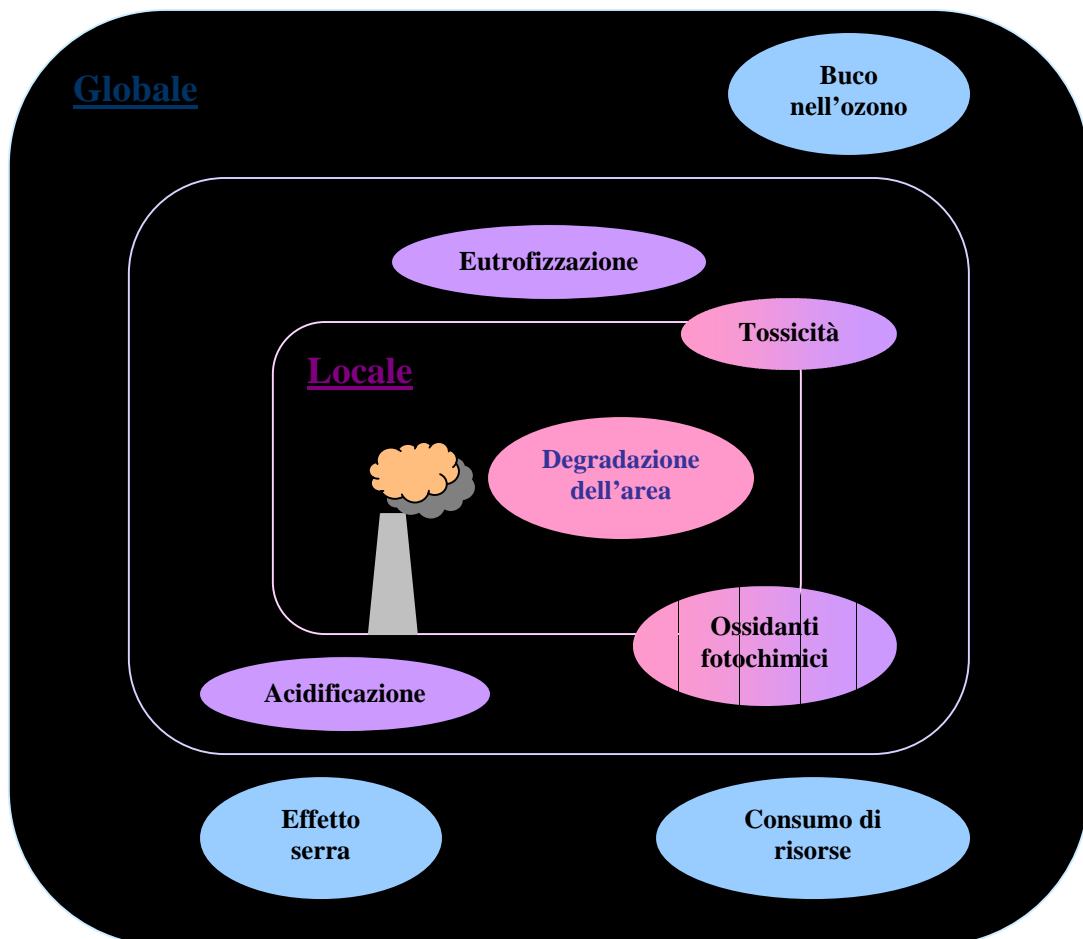 Globale
Buco
nell’ozono
Eutrofizzazione
Tossicità
Locale
Degradazione
dell’area
Ossidanti
fotochimici
Acidificazione
Effetto
serra
Consumo di
risorse